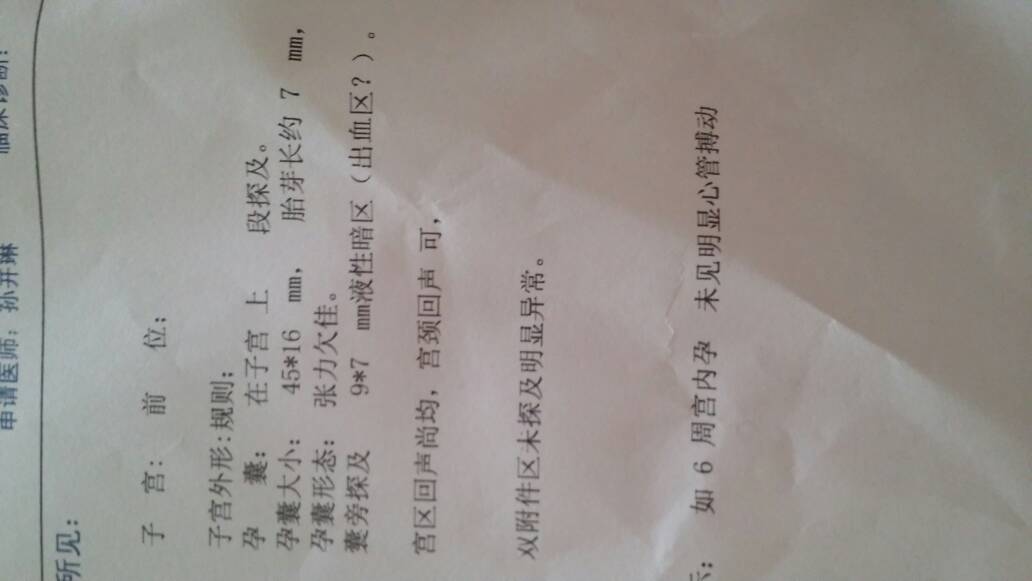 申请医师：孙开琳 临床诊断：
所见：
子 宫： 前 位；
子宫外形：规则；
孕 囊： 在子宫 上 段探及。
孕囊大小： 45*16 mm， 胎芽长约 7 mm，
孕囊形态： 张力欠佳。
囊旁探及 9*7 mm液性暗区（出血区？）。
宫区回声尚均，宫颈回声 可，
双附件区未探及明显异常。
示： 如 6 周宫内孕 未见明显心管搏动